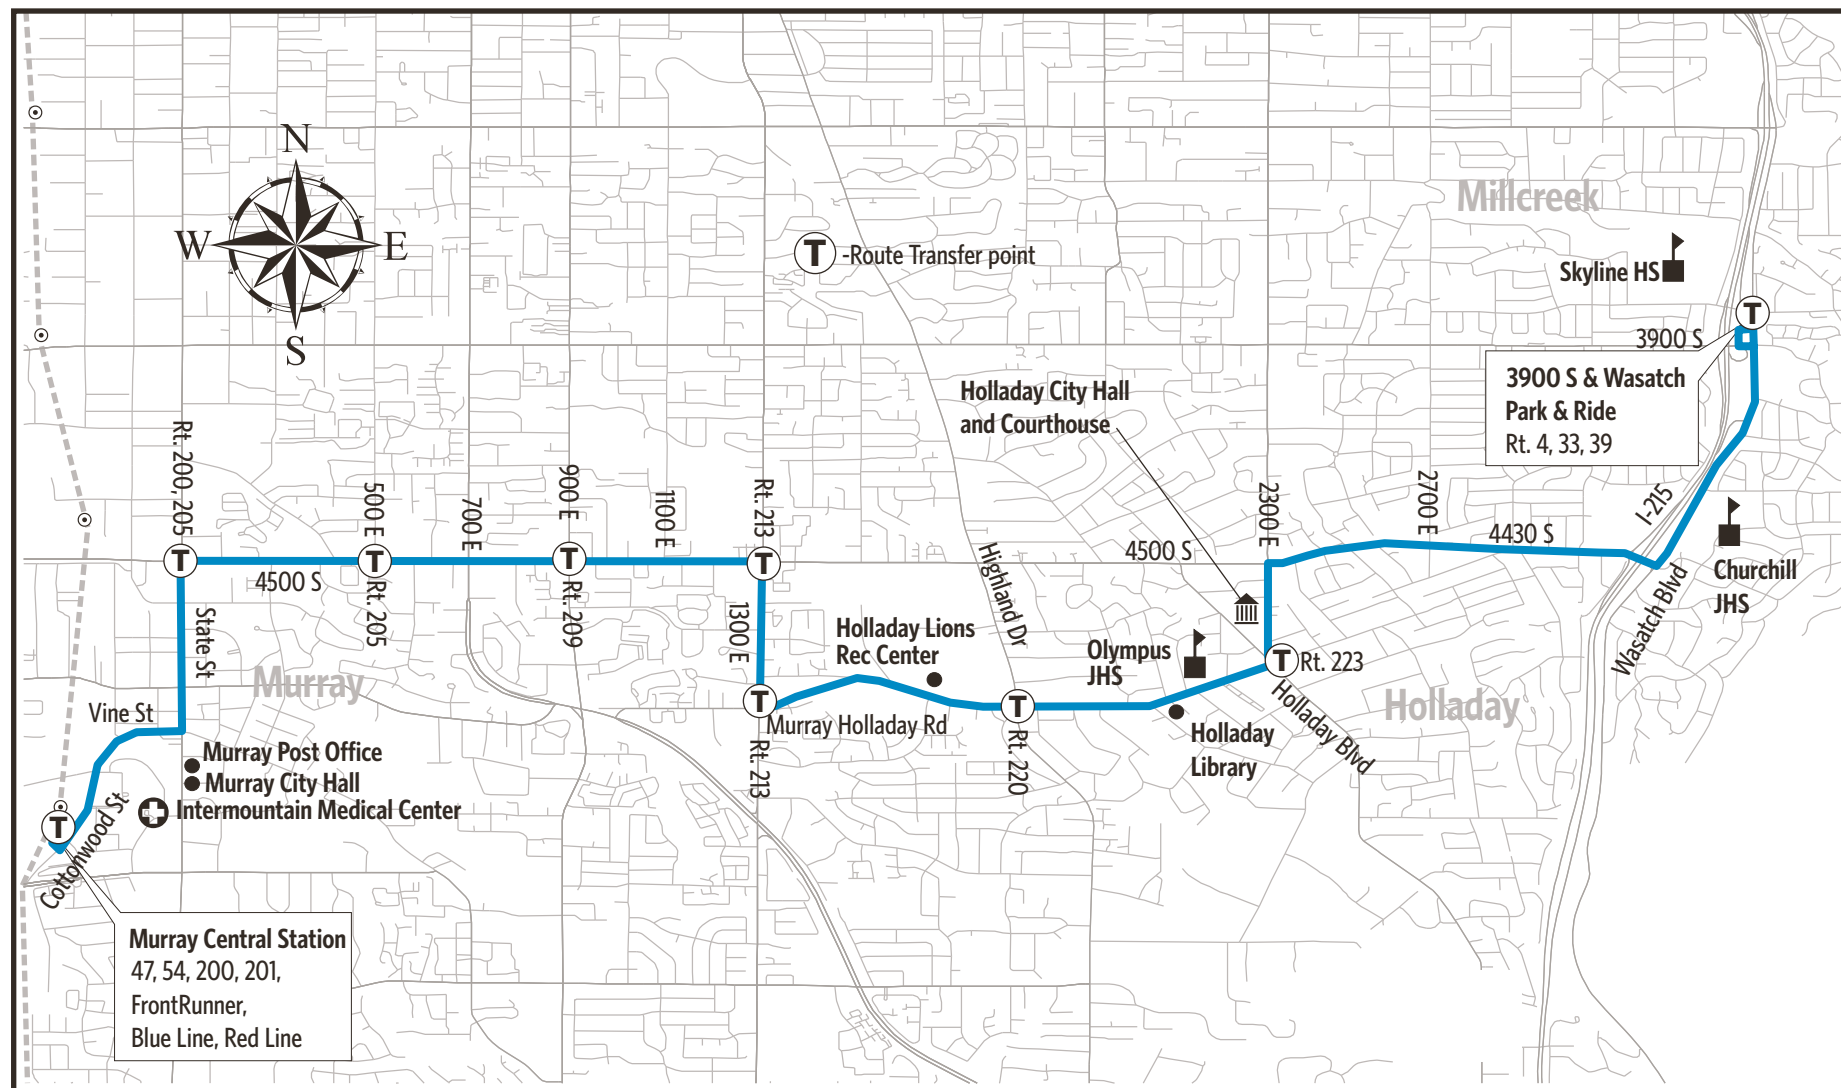 N
W
E
S
T
-Route Transfer point
Millcreek
Skyline HS
T
3900 S
3900 S & Wasatch
Park & Ride
Rt. 4, 33, 39
Holladay City Hall
and Courthouse
Rt. 200, 205
500 E
700 E
900 E
1100 E
Rt. 213
2300 E
2700 E
I-215
4430 S
4500 S
Highland Dr
T
T
T
T
4500 S
Rt. 205
Rt. 209
1300 E
State St
Wasatch Blvd
Churchill
JHS
Holladay Lions
Rec Center
Olympus
JHS
T
Rt. 223
Murray
Holladay
Holladay Blvd
T
T
Murray Holladay Rd
Rt. 213
Rt. 220
Holladay
Library
Vine St
Murray Post Office
Murray City Hall
Intermountain Medical Center
T
Cottonwood St
Murray Central Station
47, 54, 200, 201,
FrontRunner,
Blue Line, Red Line